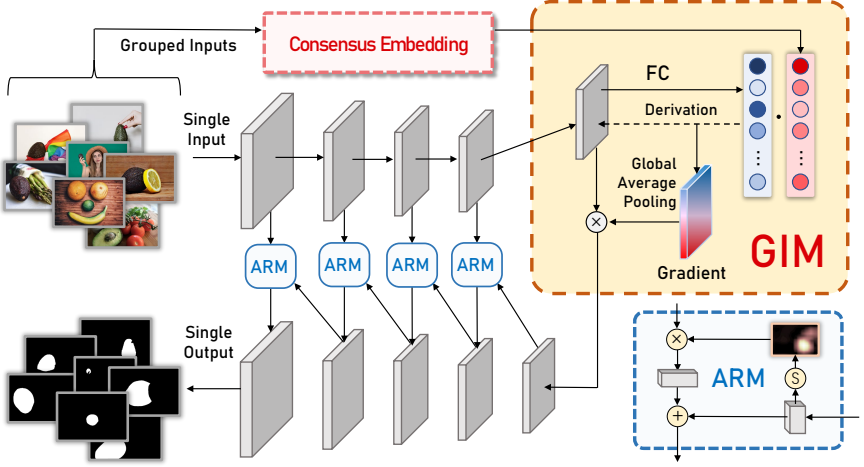 Grouped Inputs
Consensus Embedding
Single
Input
FC
Derivation
Global
Average
Pooling
Gradient
GIM
ARM
ARM
ARM
ARM
Single
Output
ARM
S